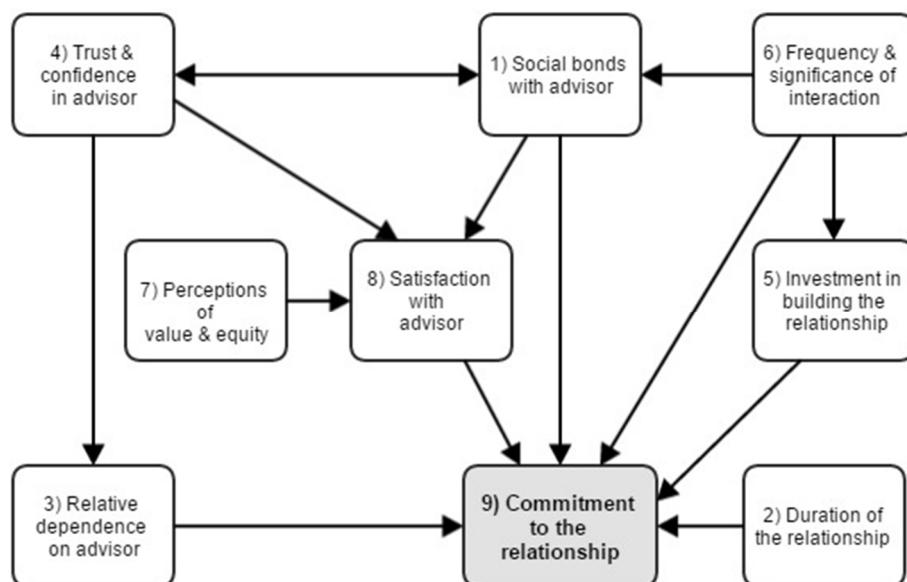 4) Trust &
confidence
in advisor
1) Social bonds
with advisor
6) Frequency &
significance of
interaction
7) Perceptions
of
value & equity
8) Satisfaction
with
advisor
5) Investment in
building the
relationship
3) Relative
dependence
on advisor
9) Commitment
to the
relationship
2) Duration of
the relationship